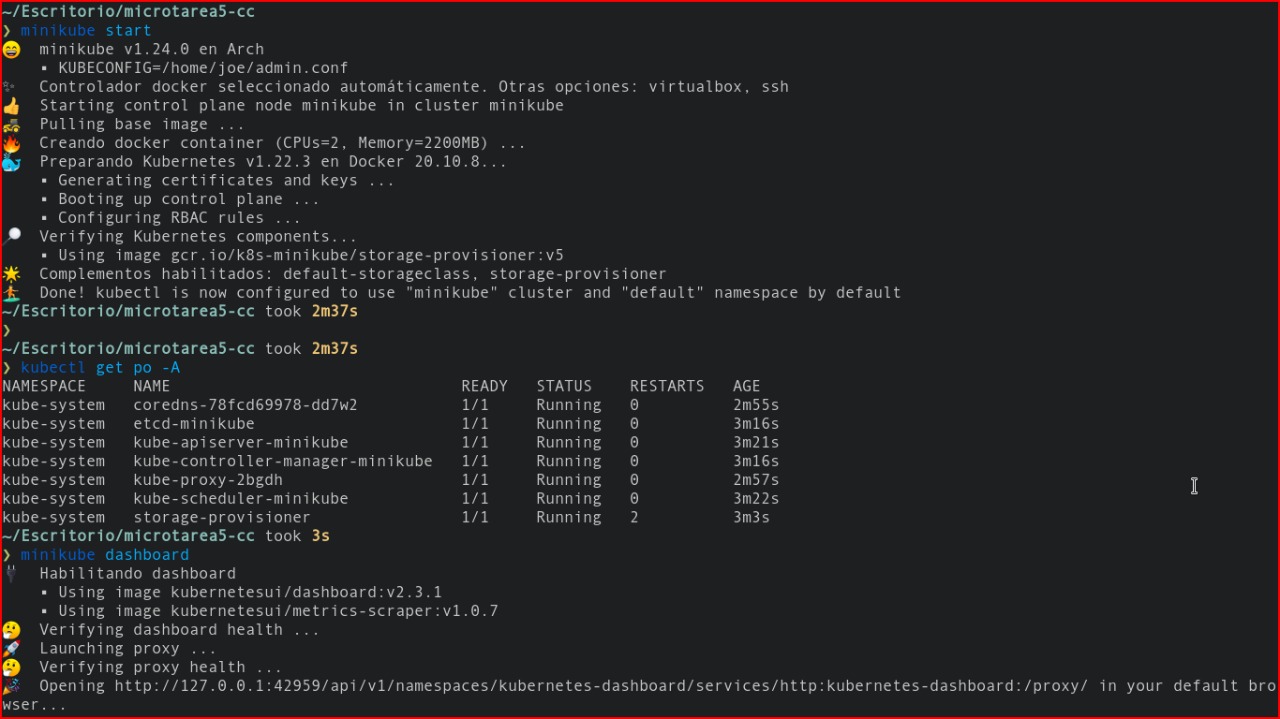 ~/Escritorio/microtarea5-cc
❯ minikube start
😄  minikube v1.24.0 en Arch
    ▪ KUBECONFIG=/home/joe/admin.conf
✨  Controlador docker seleccionado automáticamente. Otras opciones: virtualbox, ssh
👍  Starting control plane node minikube in cluster minikube
🚜  Pulling base image ...
🔥  Creando docker container (CPUs=2, Memory=2200MB) ...
🐳  Preparando Kubernetes v1.22.3 en Docker 20.10.8...
    ▪ Generating certificates and keys ...
    ▪ Booting up control plane ...
    ▪ Configuring RBAC rules ...
🔎  Verifying Kubernetes components...
    ▪ Using image gcr.io/k8s-minikube/storage-provisioner:v5
🌟  Complementos habilitados: default-storageclass, storage-provisioner
🏄  Done! kubectl is now configured to use "minikube" cluster and "default" namespace by default
~/Escritorio/microtarea5-cc took 2m37s
❯
~/Escritorio/microtarea5-cc took 2m37s
❯ kubectl get po -A
NAMESPACE     NAME                               READY   STATUS    RESTARTS   AGE
kube-system   coredns-78fcd69978-dd7w2           1/1     Running   0          2m55s
kube-system   etcd-minikube                      1/1     Running   0          3m16s
kube-system   kube-apiserver-minikube            1/1     Running   0          3m21s
kube-system   kube-controller-manager-minikube   1/1     Running   0          3m16s
kube-system   kube-proxy-2bgdh                   1/1     Running   0          2m57s
kube-system   kube-scheduler-minikube            1/1     Running   0          3m22s
kube-system   storage-provisioner                1/1     Running   2          3m3s
~/Escritorio/microtarea5-cc took 3s
❯ minikube dashboard
🔌  Habilitando dashboard
    ▪ Using image kubernetesui/dashboard:v2.3.1
    ▪ Using image kubernetesui/metrics-scraper:v1.0.7
🤔  Verifying dashboard health ...
🚀  Launching proxy ...
🤔  Verifying proxy health ...
🎉  Opening http://127.0.0.1:42959/api/v1/namespaces/kubernetes-dashboard/services/http:kubernetes-dashboard:/proxy/ in your default bro
wser...